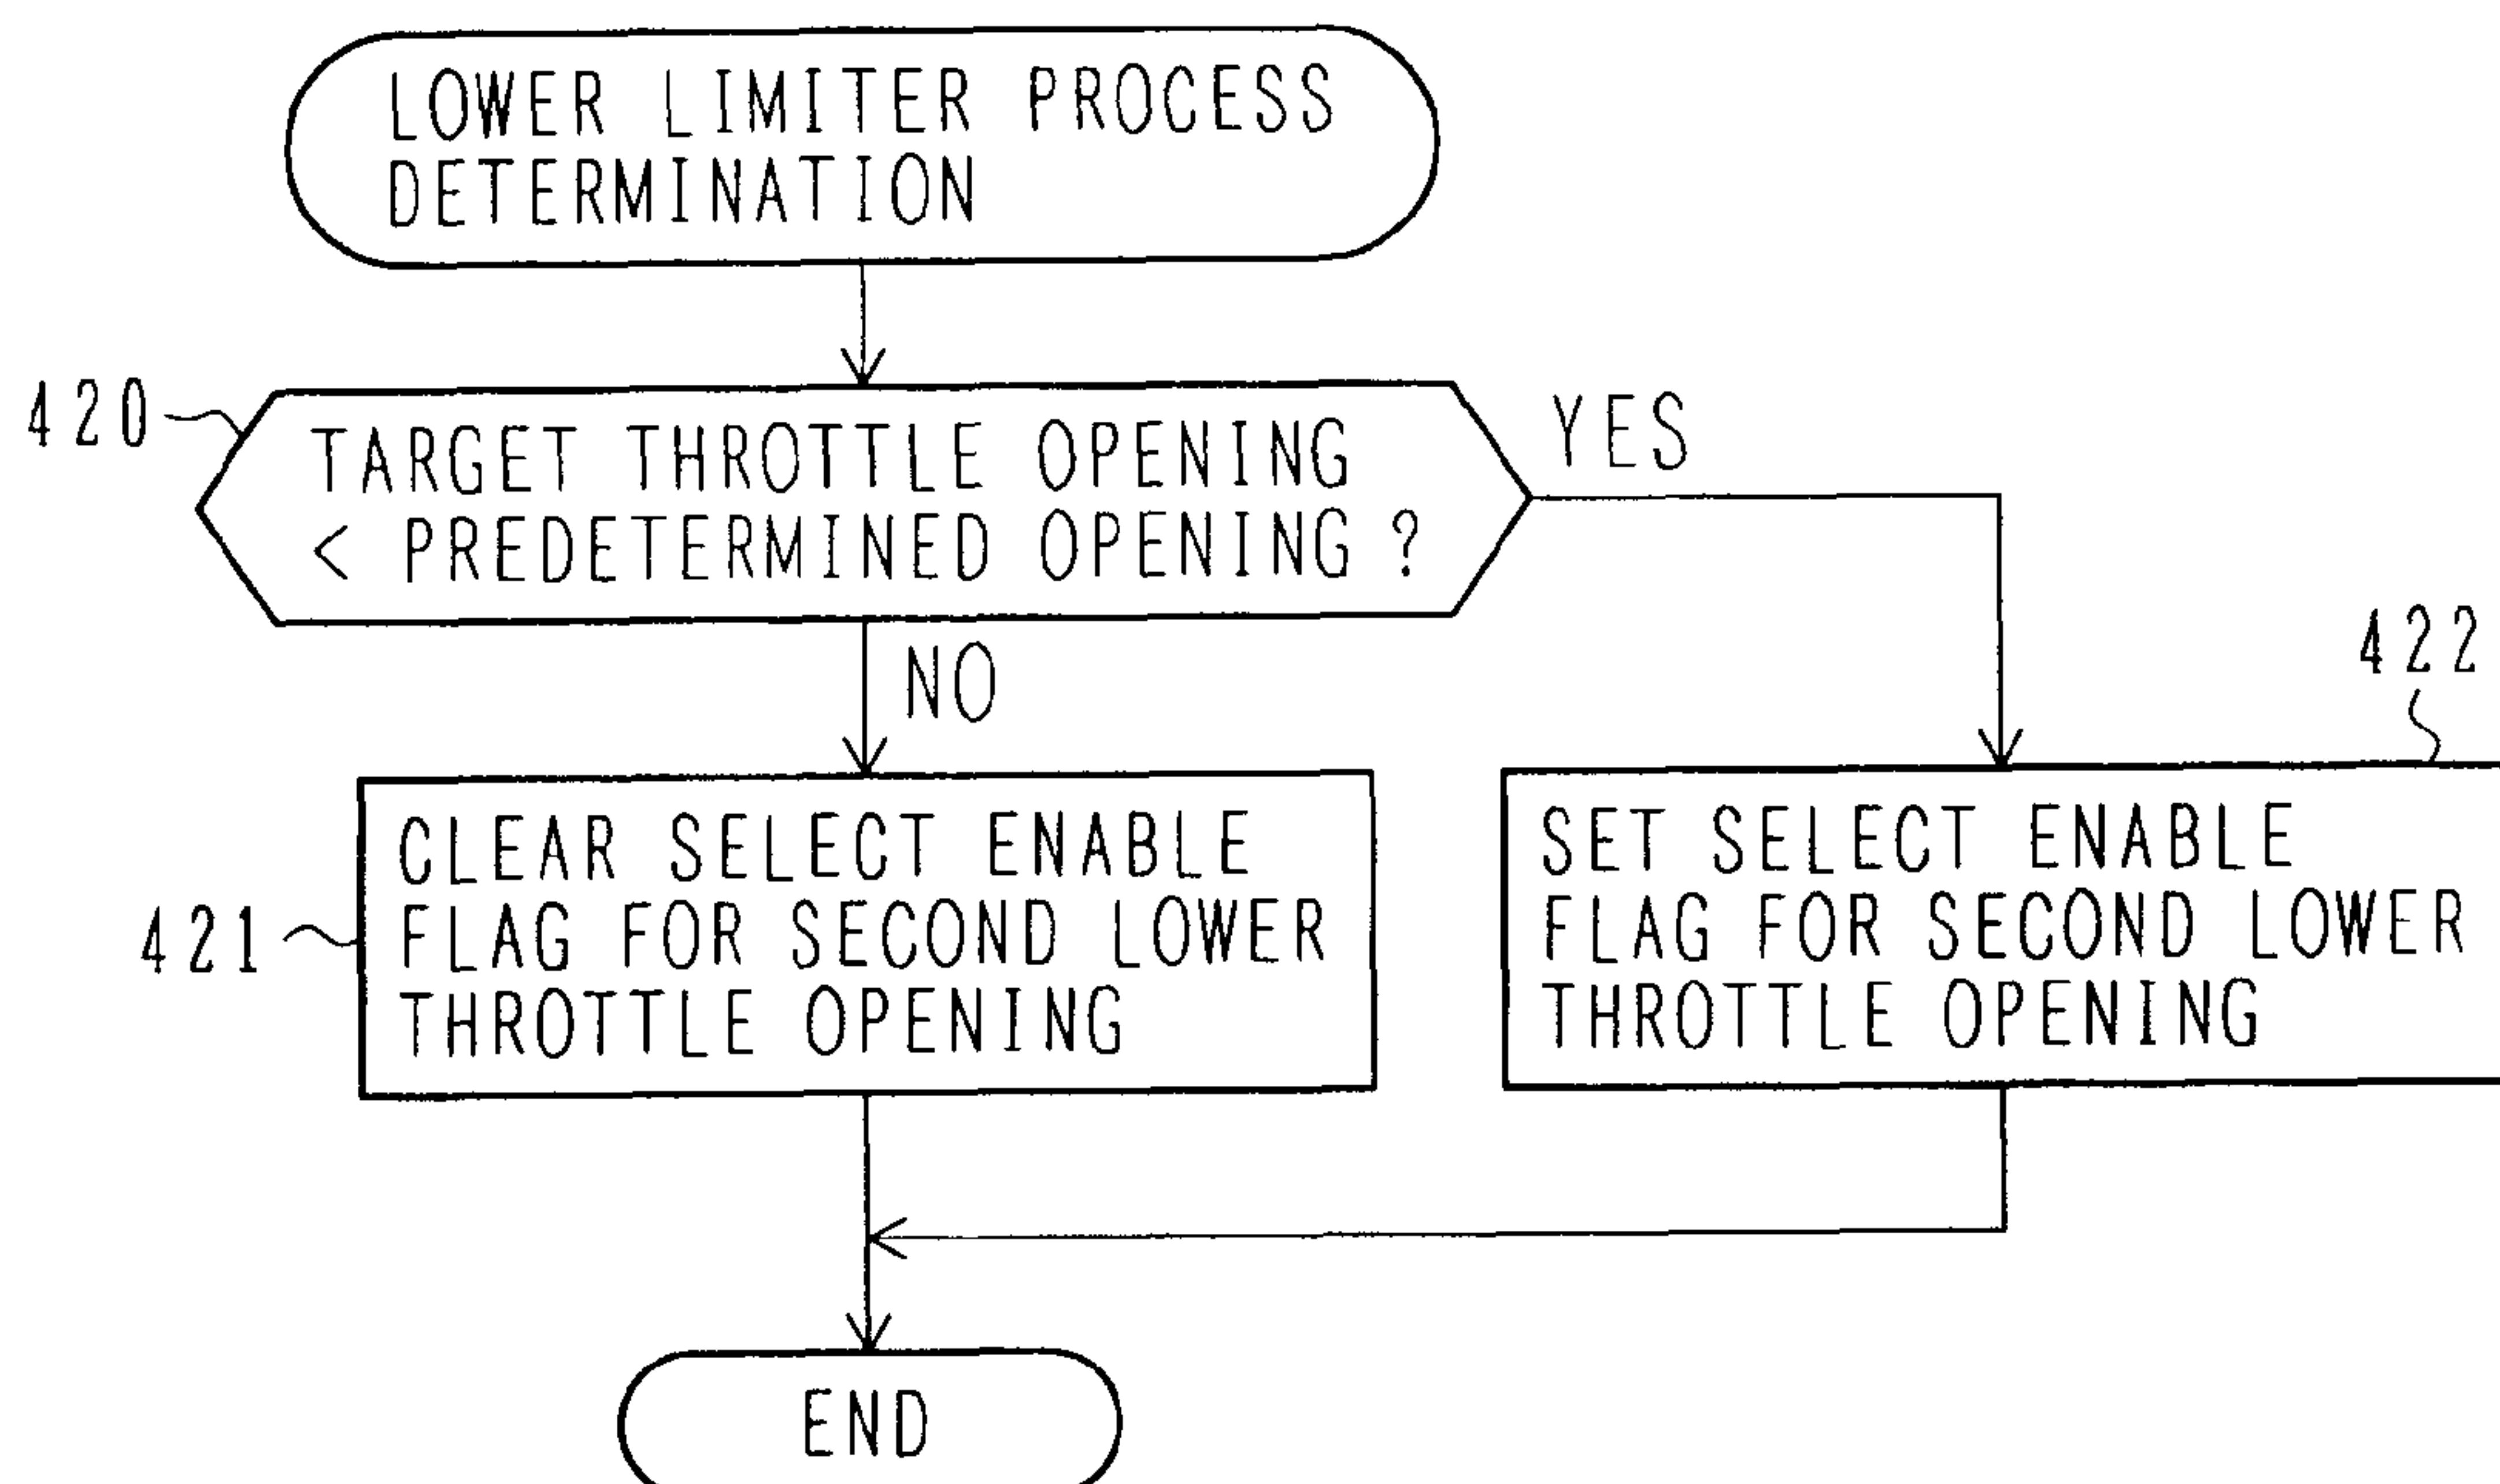 LOWER LIMITER PROCESS
DETERMINATION
420
TARGET THROTTLE OPENING
< PREDETERMINED OPENING ?
YES
NO
422
421
CLEAR SELECT ENABLE
FLAG FOR SECOND LOWER
THROTTLE OPENING
SET SELECT ENABLE
FLAG FOR SECOND LOWER
THROTTLE OPENING
END